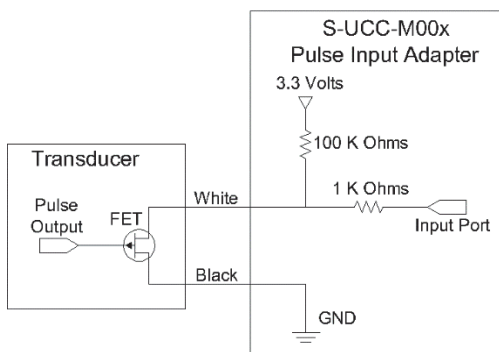 S-UCC-M00x
Pulse Input Adapter
3.3 Volts
100 K Ohms
Transducer
1 K Ohms
White
Pulse
Output
FET
Input Port
Black
GND